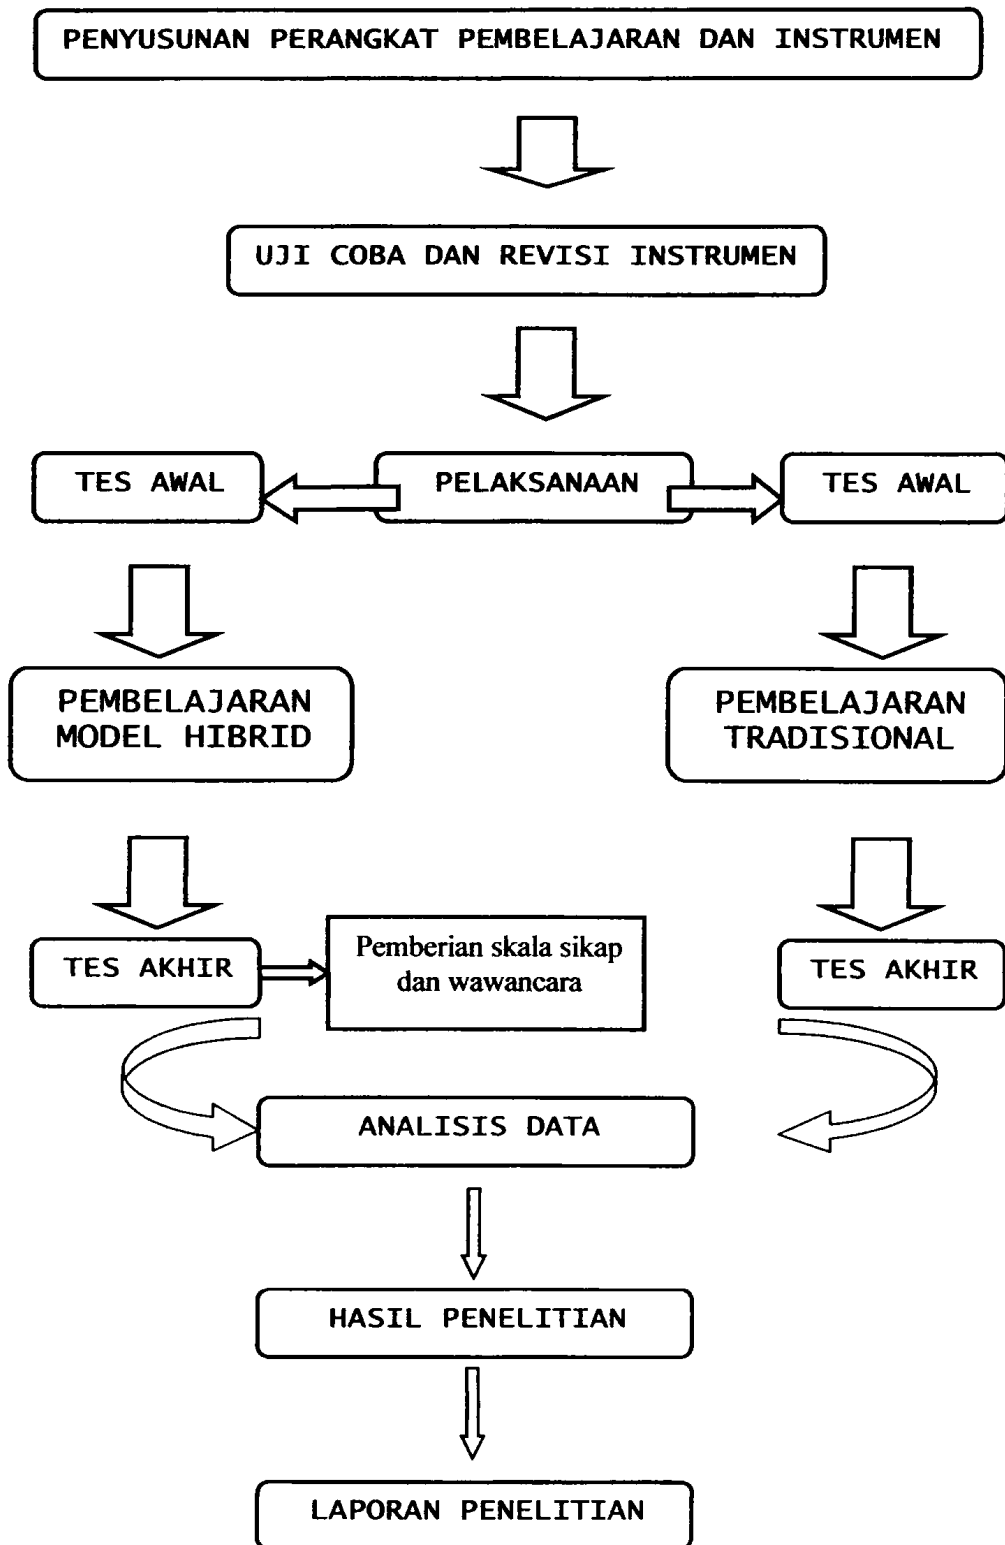 PENYUSUNAN PERANGKAT PEMBELAJARAN DAN INSTRUMEN
UJI COBA DAN REVISI INSTRUMEN
TES AWAL
PELAKSANAAN
TES AWAL
PEMBELAJARAN
MODEL HIBRID
PEMBELAJARAN
TRADISIONAL
TES AKHIR
Pemberian skala sikap
dan wawancara
TES AKHIR
ANALISIS DATA
HASIL PENELITIAN
LAPORAN PENELITIAN